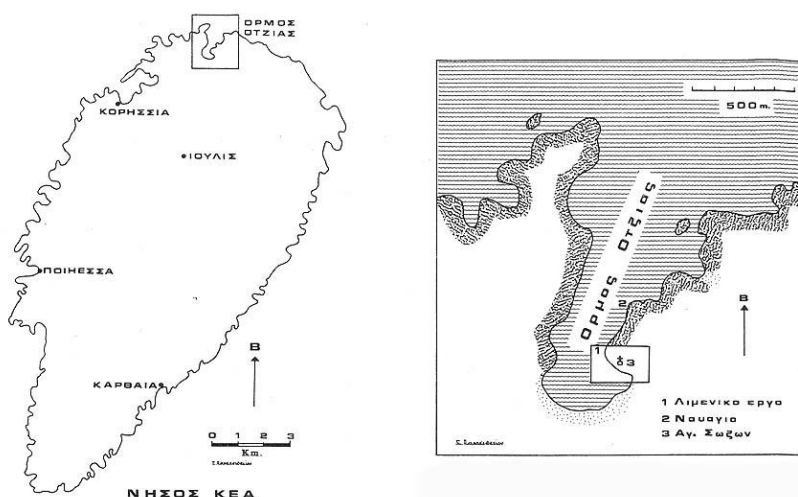 ΟΡΜΟΣ
ΟΤΖΙΑΣ
ΚΟΡΗΣΣΙΑ
ΙΟΥΛΙΣ
ΠΟΙΗΕΣΣΑ
ΚΑΡΘΑΙΑ
Β
0 1 2 3
Km.
ΝΗΣΟΣ ΚΕΑ
500 m.
Ορμος Οτζιας
2
1
3
Β
1 Λιμενικο εργο
2 Ναυαγιο
3 Αγ. Σωζων